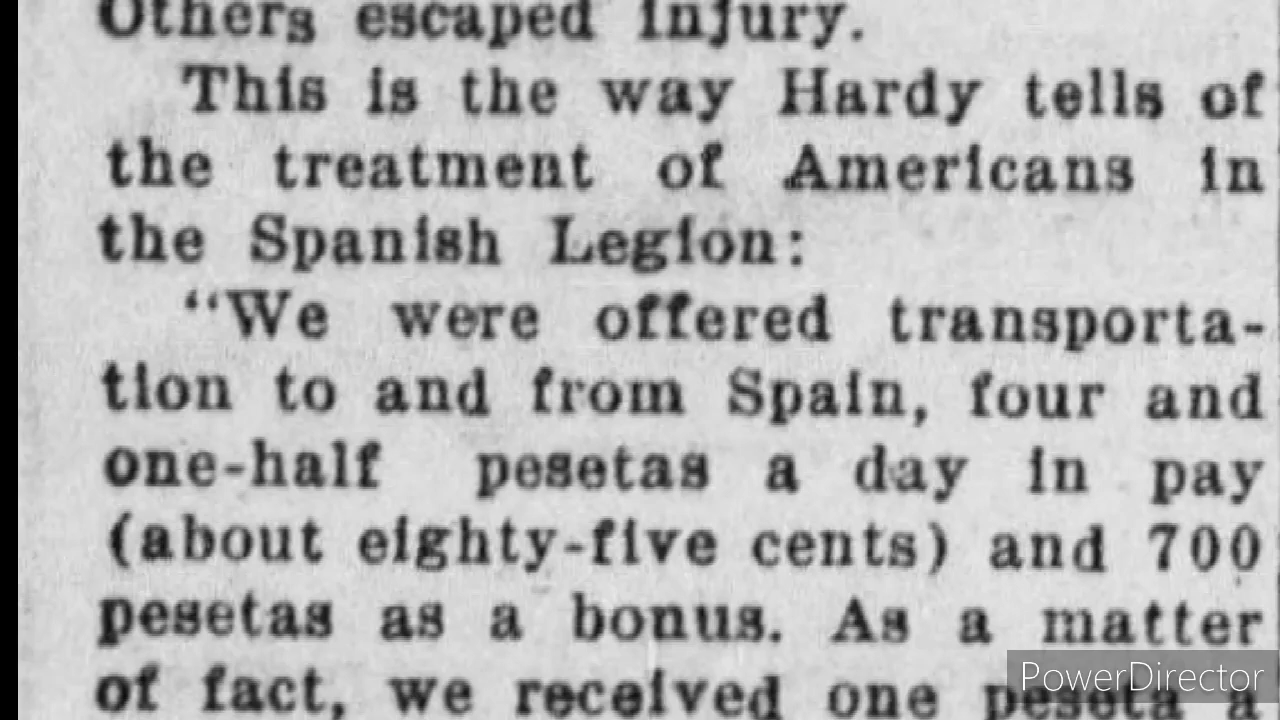 Others escaped injury.
This is the way Hardy tells of
the treatment of Americans in
the Spanish Legion:
"We were offered transporta-
tion to and from Spain, four and
one-half pesetas a day in pay
(about eighty-five cents) and 700
pesetas as a bonus. As a matter
of fact, we received one peseta a
PowerDirector